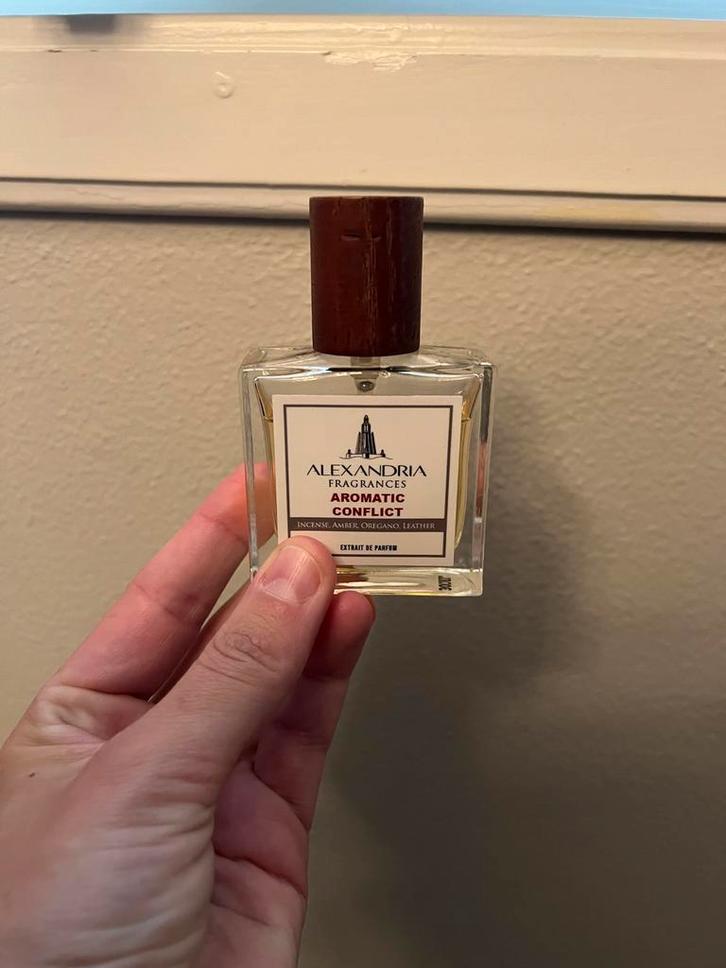 ALEXANDRIA
FRAGRANCES
AROMATIC
CONFLICT
INCENSE, AMBER, OREGANO, LEATHER
EXTRAIT DE PARFUM